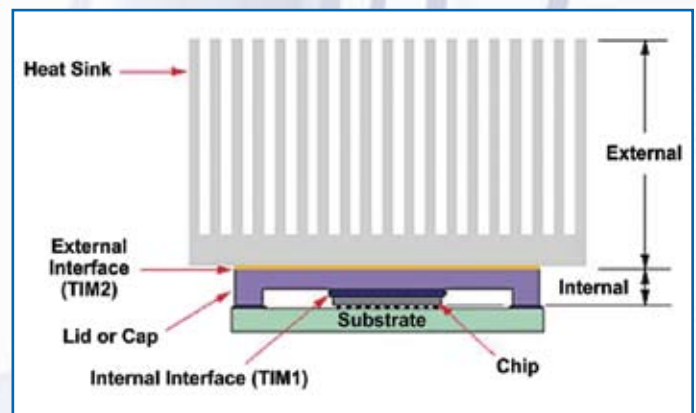 Heat Sink
External
External
Interface
(TIM2)
Internal
Lid or Cap
Substrate
Internal Interface (TIM1)
Chip